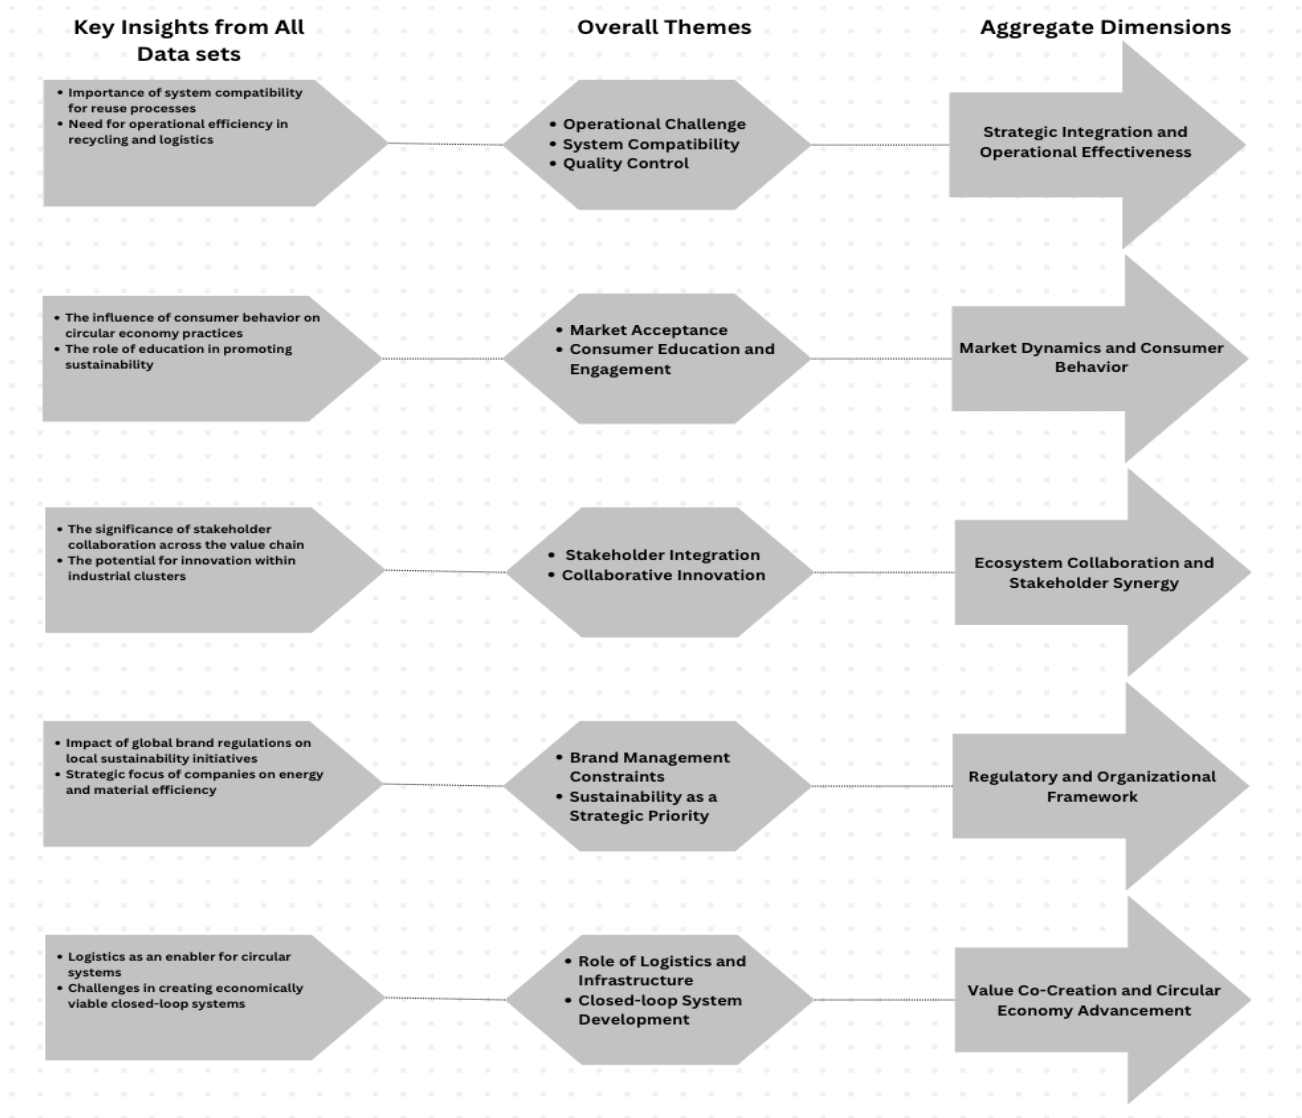 Key Insights from All
Data sets
Overall Themes
Aggregate Dimensions
• Importance of system compatibility
for reuse processes
• Need for operational efficiency in
recycling and logistics
• Operational Challenge
• System Compatibility
• Quality Control
Strategic Integration and
Operational Effectiveness
• The influence of consumer behavior on
circular economy practices
• The role of education in promoting
sustainability
• Market Acceptance
• Consumer Education and
Engagement
Market Dynamics and Consumer
Behavior
• The significance of stakeholder
collaboration across the value chain
• The potential for innovation within
industrial clusters
• Stakeholder Integration
• Collaborative Innovation
Ecosystem Collaboration and
Stakeholder Synergy
• Impact of global brand regulations on
local sustainability initiatives
• Strategic focus of companies on energy
and material efficiency
• Brand Management
Constraints
• Sustainability as a
Strategic Priority
Regulatory and Organizational
Framework
• Logistics as an enabler for circular
systems
• Challenges in creating economically
viable closed-loop systems
• Role of Logistics and
Infrastructure
• Closed-loop System
Development
Value Co-Creation and Circular
Economy Advancement